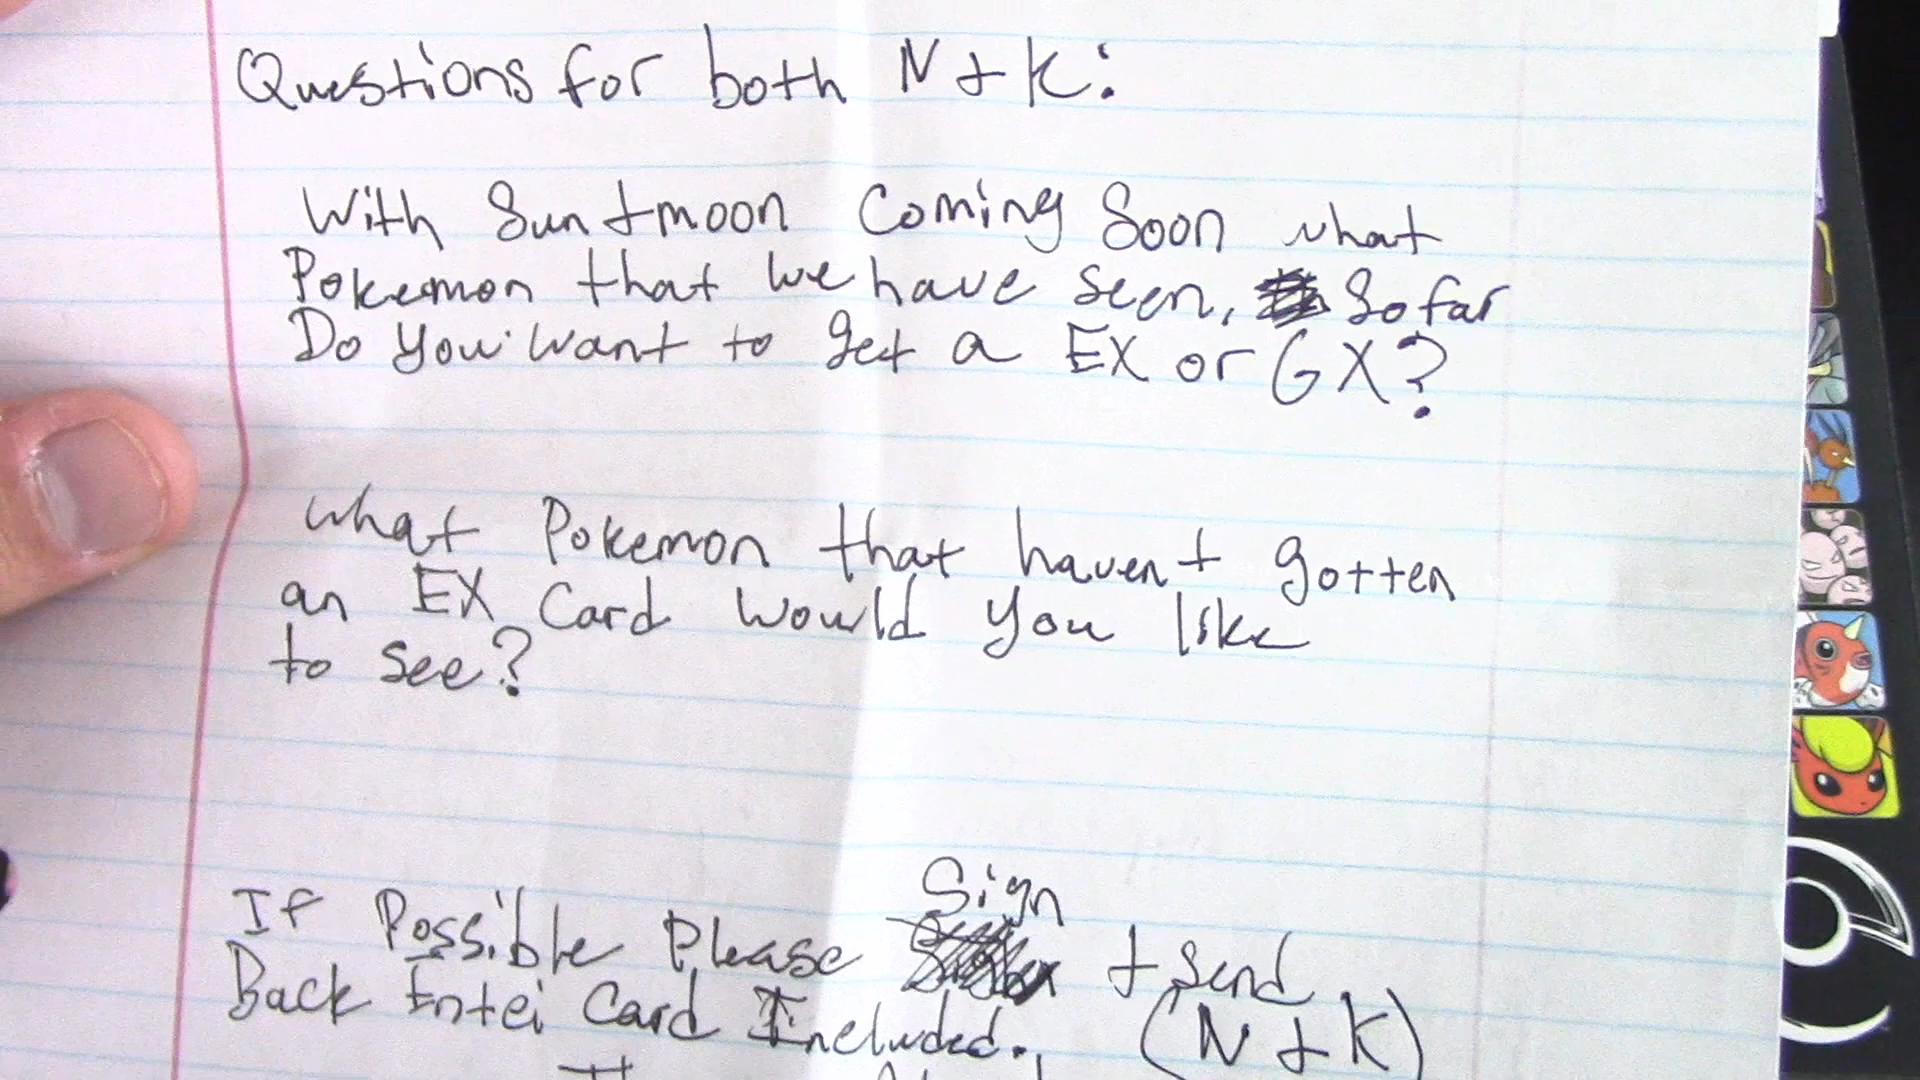 Questions for both N + K:
With Sun + moon Coming Soon what
Pokemon that we have seen, So far
Do You Want to get a EX or GX?
what Pokemon that havent gotten
an EX Card Would you like
to see?
If Possible Please Sign + Send
Back Entei Card Included. (N + K)